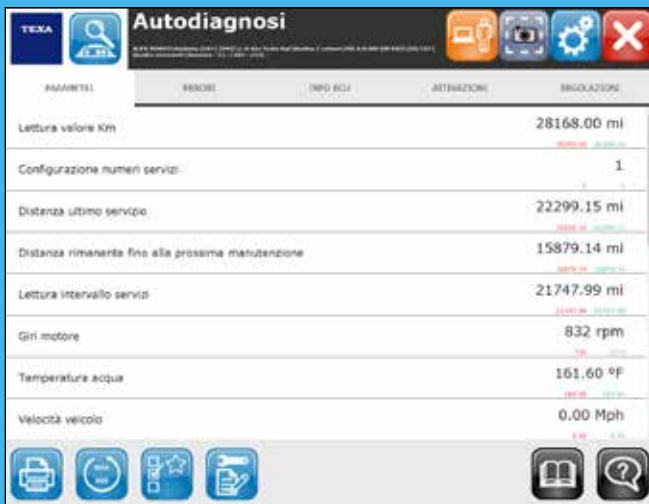 TEXA
Autodiagnosi
PARAMETRI ERRORI INFO ECU ATTIVAZIONI REGOLAZIONI
Lettura valore Km 28168.00 mi
Configurazione numeri servizi 1
Distanza ultimo servizio 22299.15 mi
Distanza rimanente fino alla prossima manutenzione 15879.14 mi
Lettura intervallo servizi 21747.99 mi
Giri motore 832 rpm
Temperatura acqua 161.60 ºF
Velocità veicolo 0.00 Mph